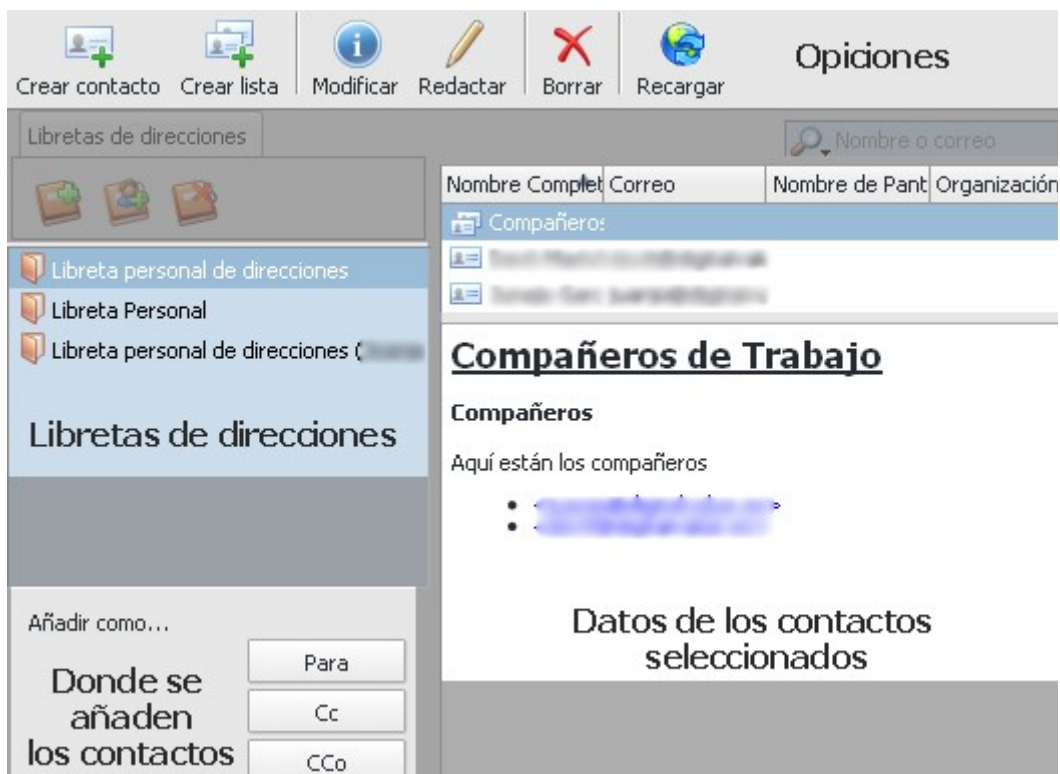 Crear contacto Crear lista Modificar Redactar Borrar Recargar Opiciones
Libretas de direcciones
Nombre o correo
Nombre Complet Correo Nombre de Pant Organización
Compañeros
Libreta personal de direcciones
Libreta Personal
Libreta personal de direcciones (
Libretas de direcciones
Compañeros de Trabajo
Compañeros
Aquí están los compañeros
Datos de los contactos
seleccionados
Añadir como...
Donde se
añaden
los contactos
Para
Cc
CCo